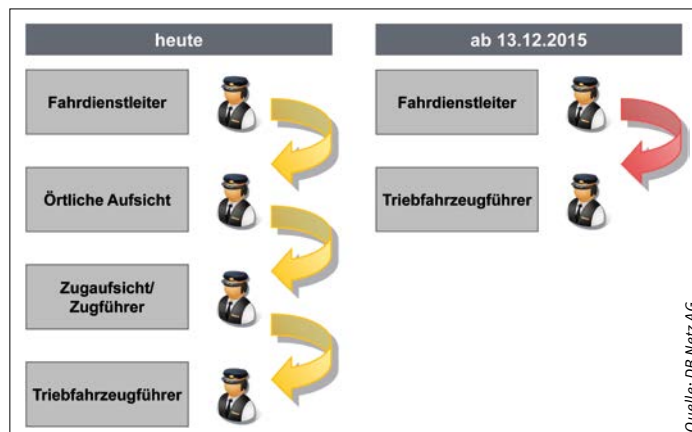 heute
Fahrdienstleiter
Örtliche Aufsicht
Zugaufsicht/
Zugführer
Triebfahrzeugführer
ab 13.12.2015
Fahrdienstleiter
Triebfahrzeugführer
Quelle: DB Netz AG